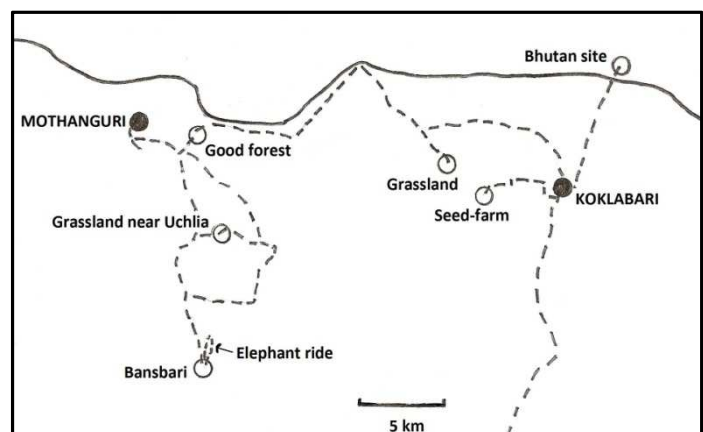 Bhutan site
MOTHANGURI
Good forest
Grassland
KOKLABARI
Seed-farm
Grassland near Uchlia
Elephant ride
Bansbari
5 km